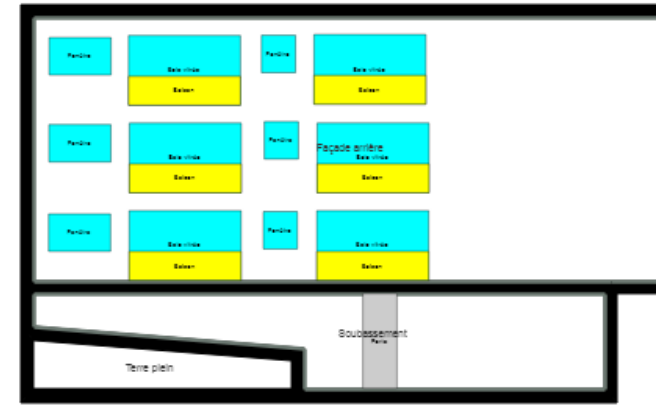 Fenêtre
Baie vitrée
Balcon
Fenêtre
Baie vitrée
Balcon
Fenêtre
Baie vitrée
Balcon
Fenêtre
Façade arrière
Baie vitrée
Balcon
Fenêtre
Baie vitrée
Balcon
Fenêtre
Baie vitrée
Balcon
Soubassement
Porte
Terre plein